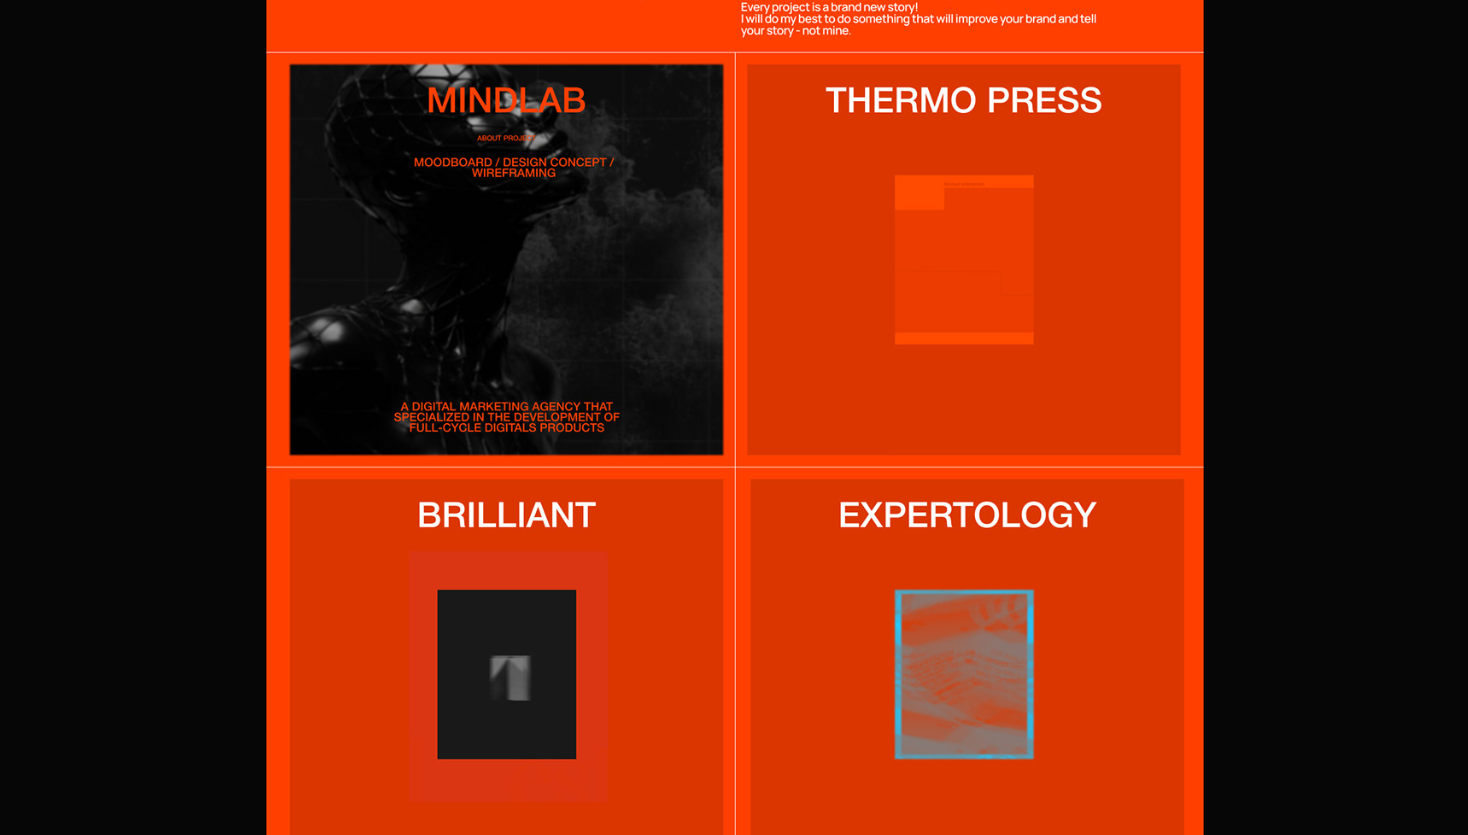 Every project is a brand new story!
I will do my best to do something that will improve your brand and tell
your story - not mine.
MINDLAB
ABOUT PROJECT
MOODBOARD / DESIGN CONCEPT /
WIREFRAMING
A DIGITAL MARKETING AGENCY THAT
SPECIALIZED IN THE DEVELOPMENT OF
FULL-CYCLE DIGITALS PRODUCTS
THERMO PRESS
BRILLIANT
EXPERTOLOGY